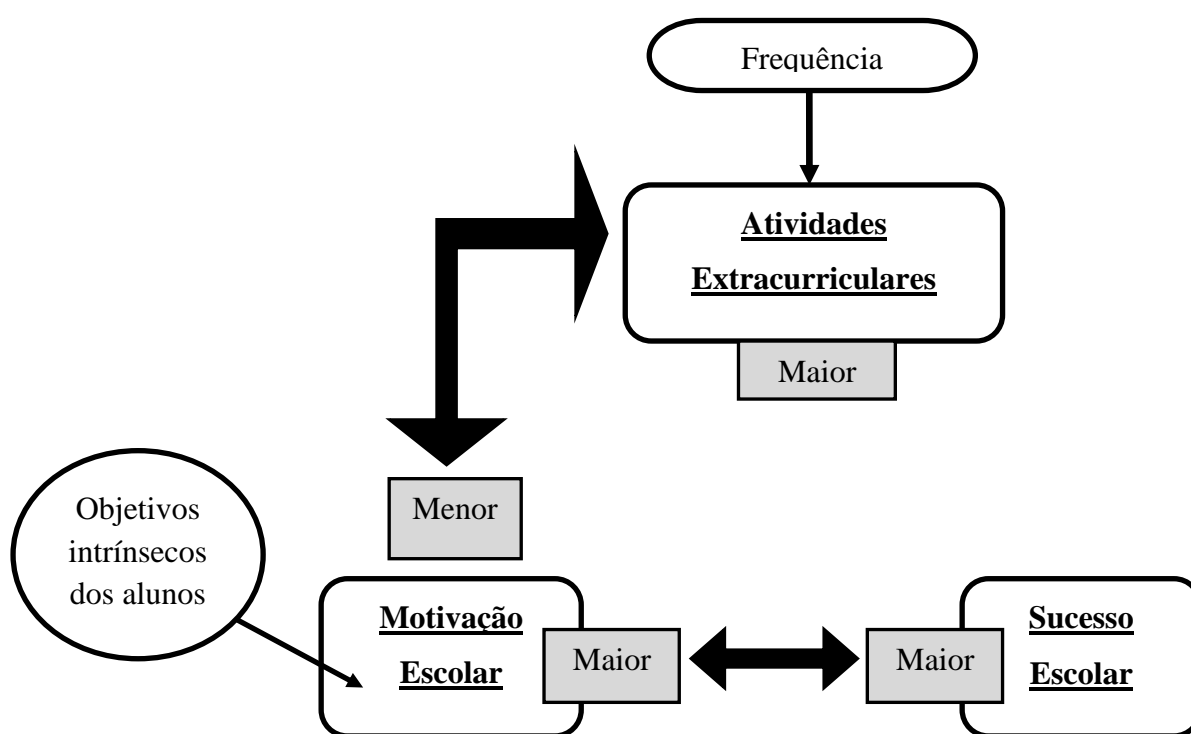 Frequência
Atividades
Extracurriculares
Maior
Menor
Objetivos
intrínsecos
dos alunos
Motivação
Escolar
Maior
Maior
Sucesso
Escolar